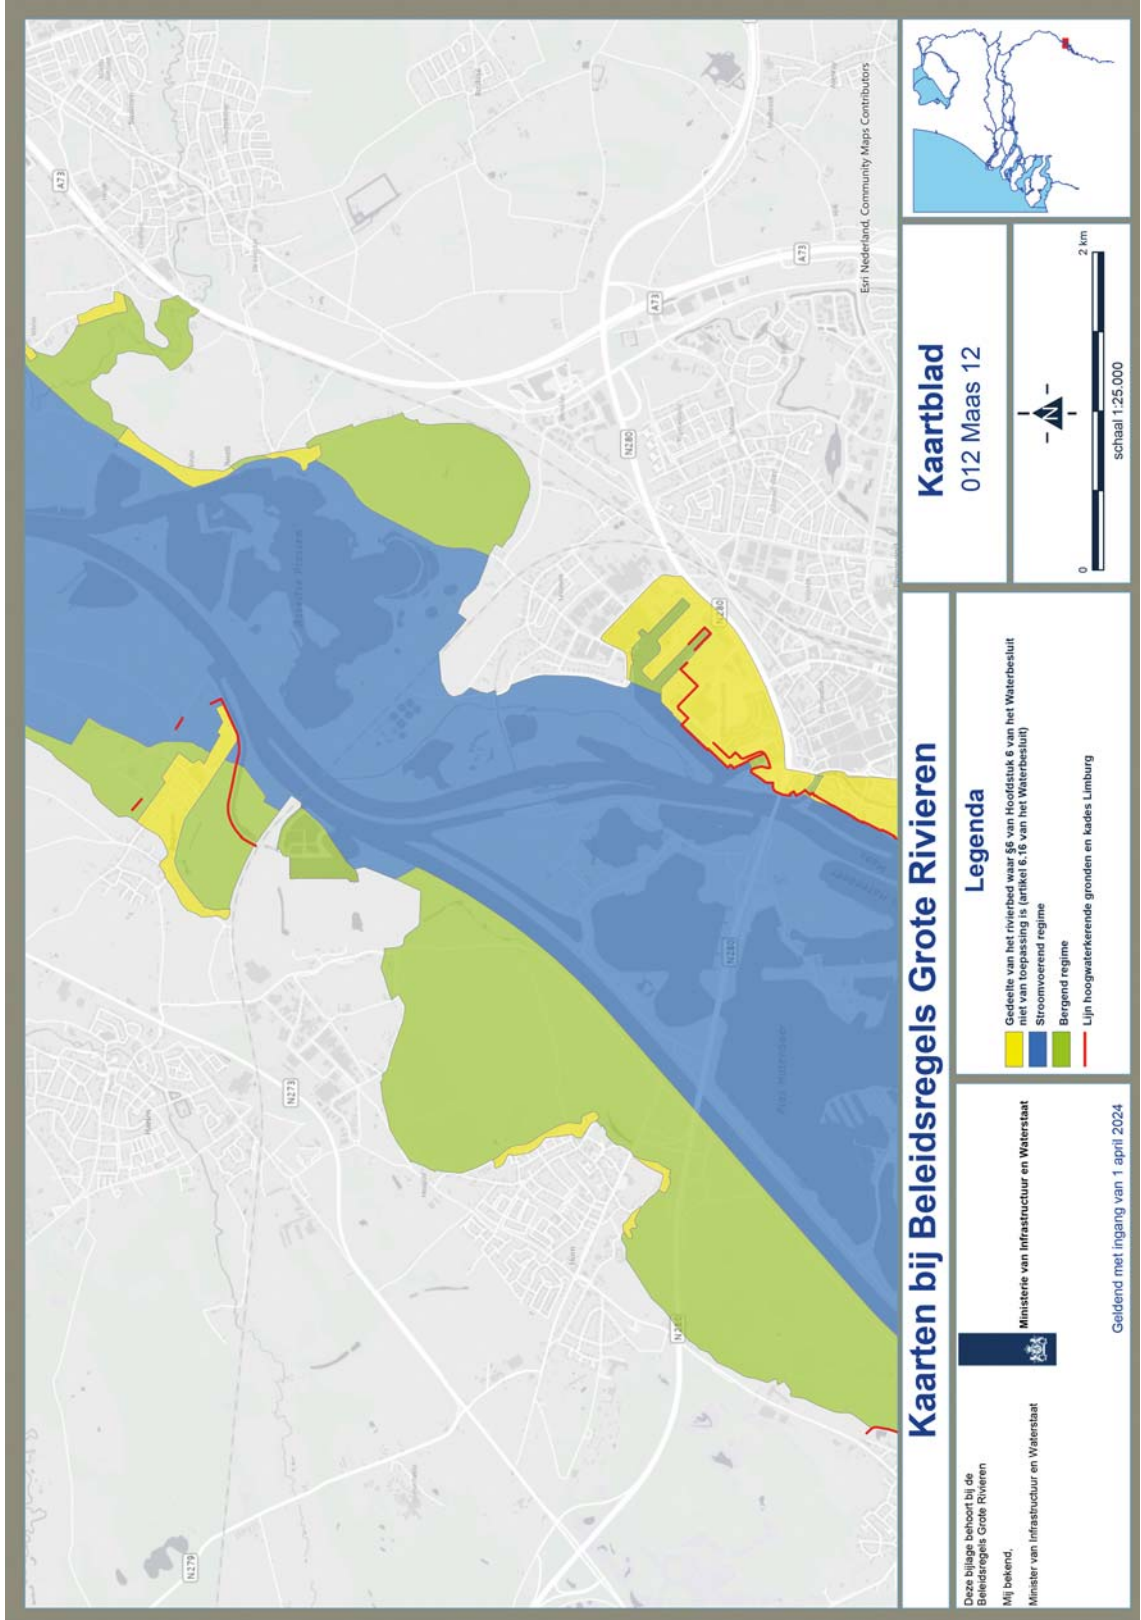 A73
A73
A73
N280
N280
N280
N280
N273
N279
Horn
Esri Nederland, Community Maps Contributors
Kaarten bij Beleidsregels Grote Rivieren
Kaartblad
012 Maas 12
N
0
2 km
schaal 1:25.000
Legenda
Gedeelte van het rivierbed waar §6 van Hoofdstuk 6 van het Waterbesluit
niet van toepassing is (artikel 6.16 van het Waterbesluit)
Stroomvoerend regime
Bergend regime
Lijn hoogwaterkerende gronden en kades Limburg
Deze bijlage behoort bij de
Beleidsregels Grote Rivieren
Mij bekend,
Minister van Infrastructuur en Waterstaat
Ministerie van Infrastructuur en Waterstaat
Geldend met ingang van 1 april 2024